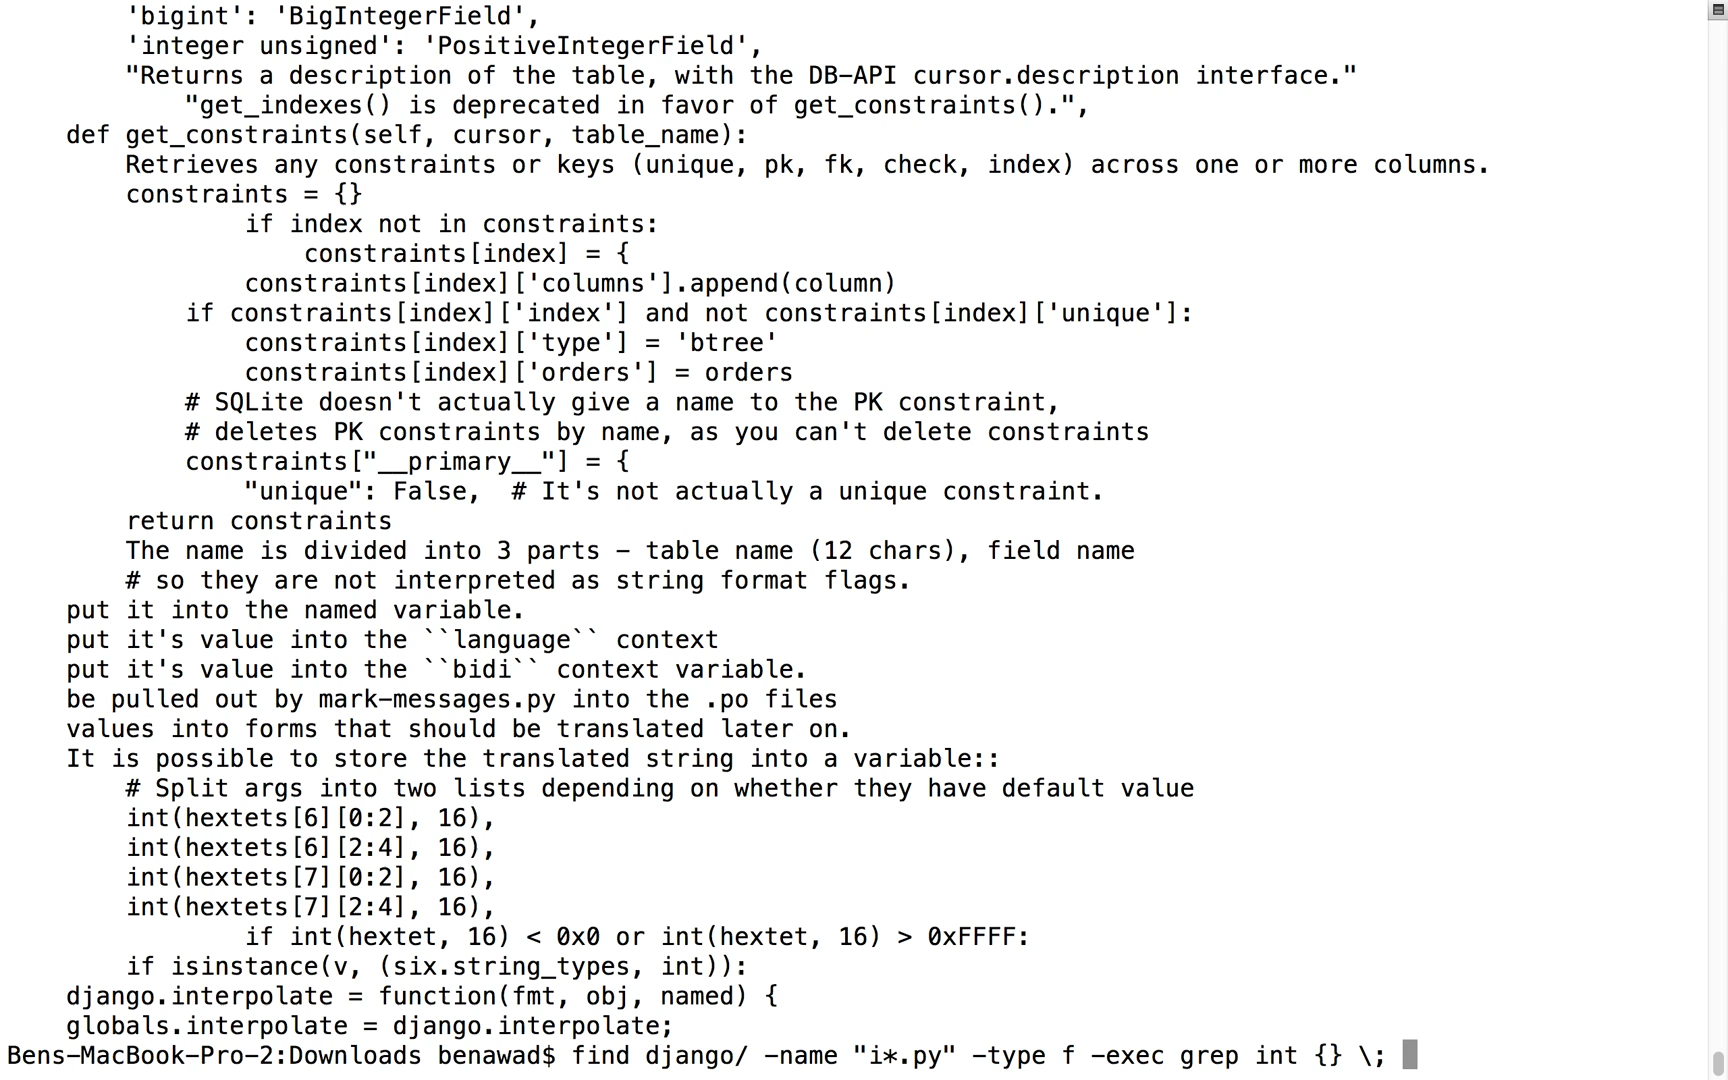 'bigint': 'BigIntegerField',
'integer unsigned': 'PositiveIntegerField',
"Returns a description of the table, with the DB-API cursor.description interface."
"get_indexes() is deprecated in favor of get_constraints().",
def get_constraints(self, cursor, table_name):
Retrieves any constraints or keys (unique, pk, fk, check, index) across one or more columns.
constraints = {}
if index not in constraints:
constraints[index] = {
constraints[index]['columns'].append(column)
if constraints[index]['index'] and not constraints[index]['unique']:
constraints[index]['type'] = 'btree'
constraints[index]['orders'] = orders
# SQLite doesn't actually give a name to the PK constraint,
# deletes PK constraints by name, as you can't delete constraints
constraints["__primary__"] = {
"unique": False,  # It's not actually a unique constraint.
return constraints
The name is divided into 3 parts - table name (12 chars), field name
# so they are not interpreted as string format flags.
put it into the named variable.
put it's value into the ``language`` context
put it's value into the ``bidi`` context variable.
be pulled out by mark-messages.py into the .po files
values into forms that should be translated later on.
It is possible to store the translated string into a variable::
# Split args into two lists depending on whether they have default value
int(hextets[6][0:2], 16),
int(hextets[6][2:4], 16),
int(hextets[7][0:2], 16),
int(hextets[7][2:4], 16),
if int(hextet, 16) < 0x0 or int(hextet, 16) > 0xFFFF:
if isinstance(v, (six.string_types, int)):
django.interpolate = function(fmt, obj, named) {
globals.interpolate = django.interpolate;
Bens-MacBook-Pro-2:Downloads benawad$ find django/ -name "i*.py" -type f -exec grep int {} \;